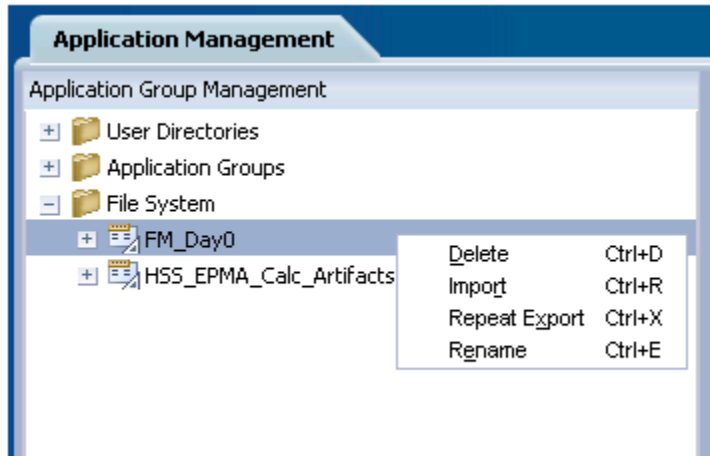 Application Management
Application Group Management
User Directories
Application Groups
File System
FM_Day0
HSS_EPMA_Calc_Artifacts
Delete Ctrl+D
Import Ctrl+R
Repeat Export Ctrl+X
Rename Ctrl+E